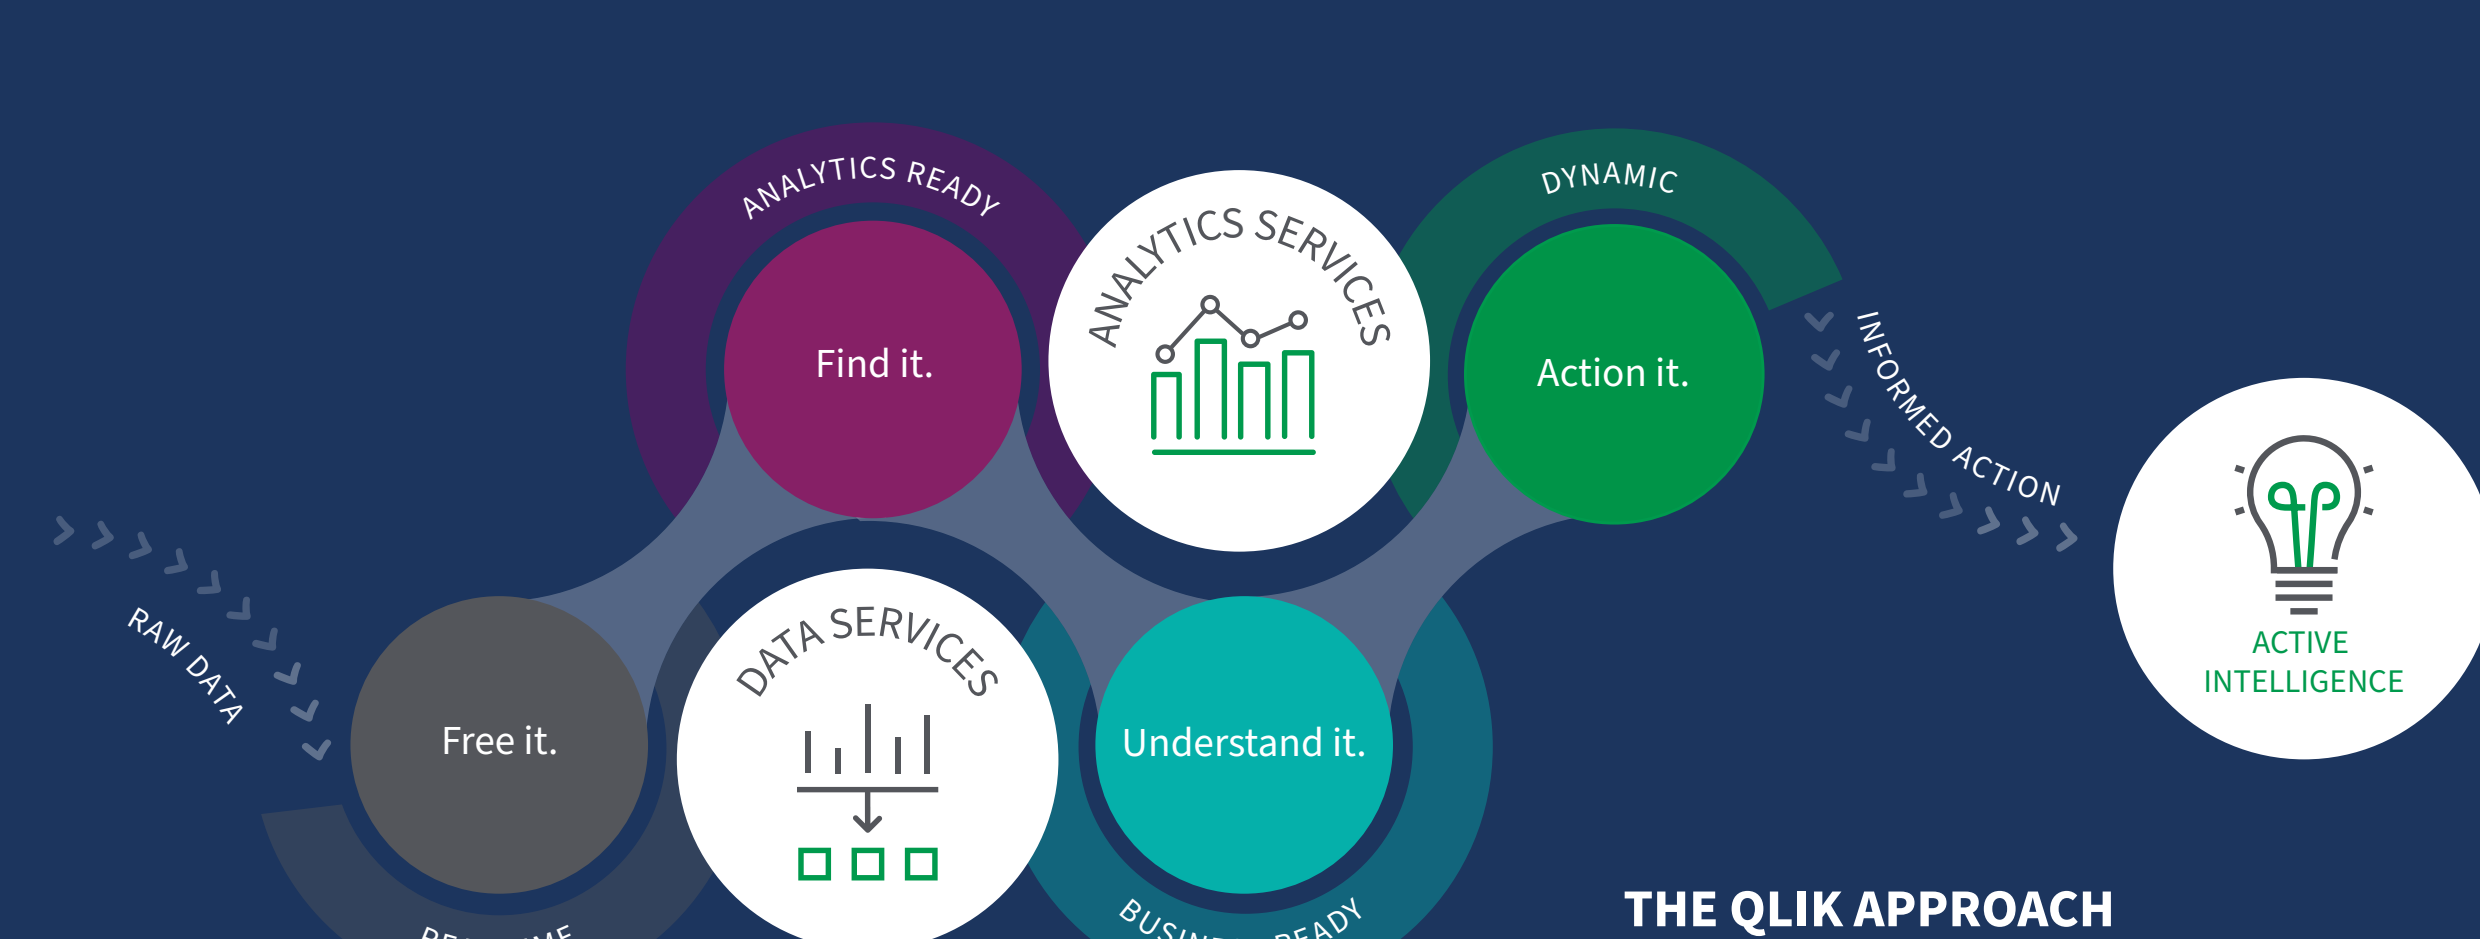 RAW DATA
Free it.
DATA SERVICES
ANALYTICS READY
Find it.
ANALYTICS SERVICES
Understand it.
DYNAMIC
Action it.
INFORMED ACTION
ACTIVE
INTELLIGENCE
THE QLIK APPROACH